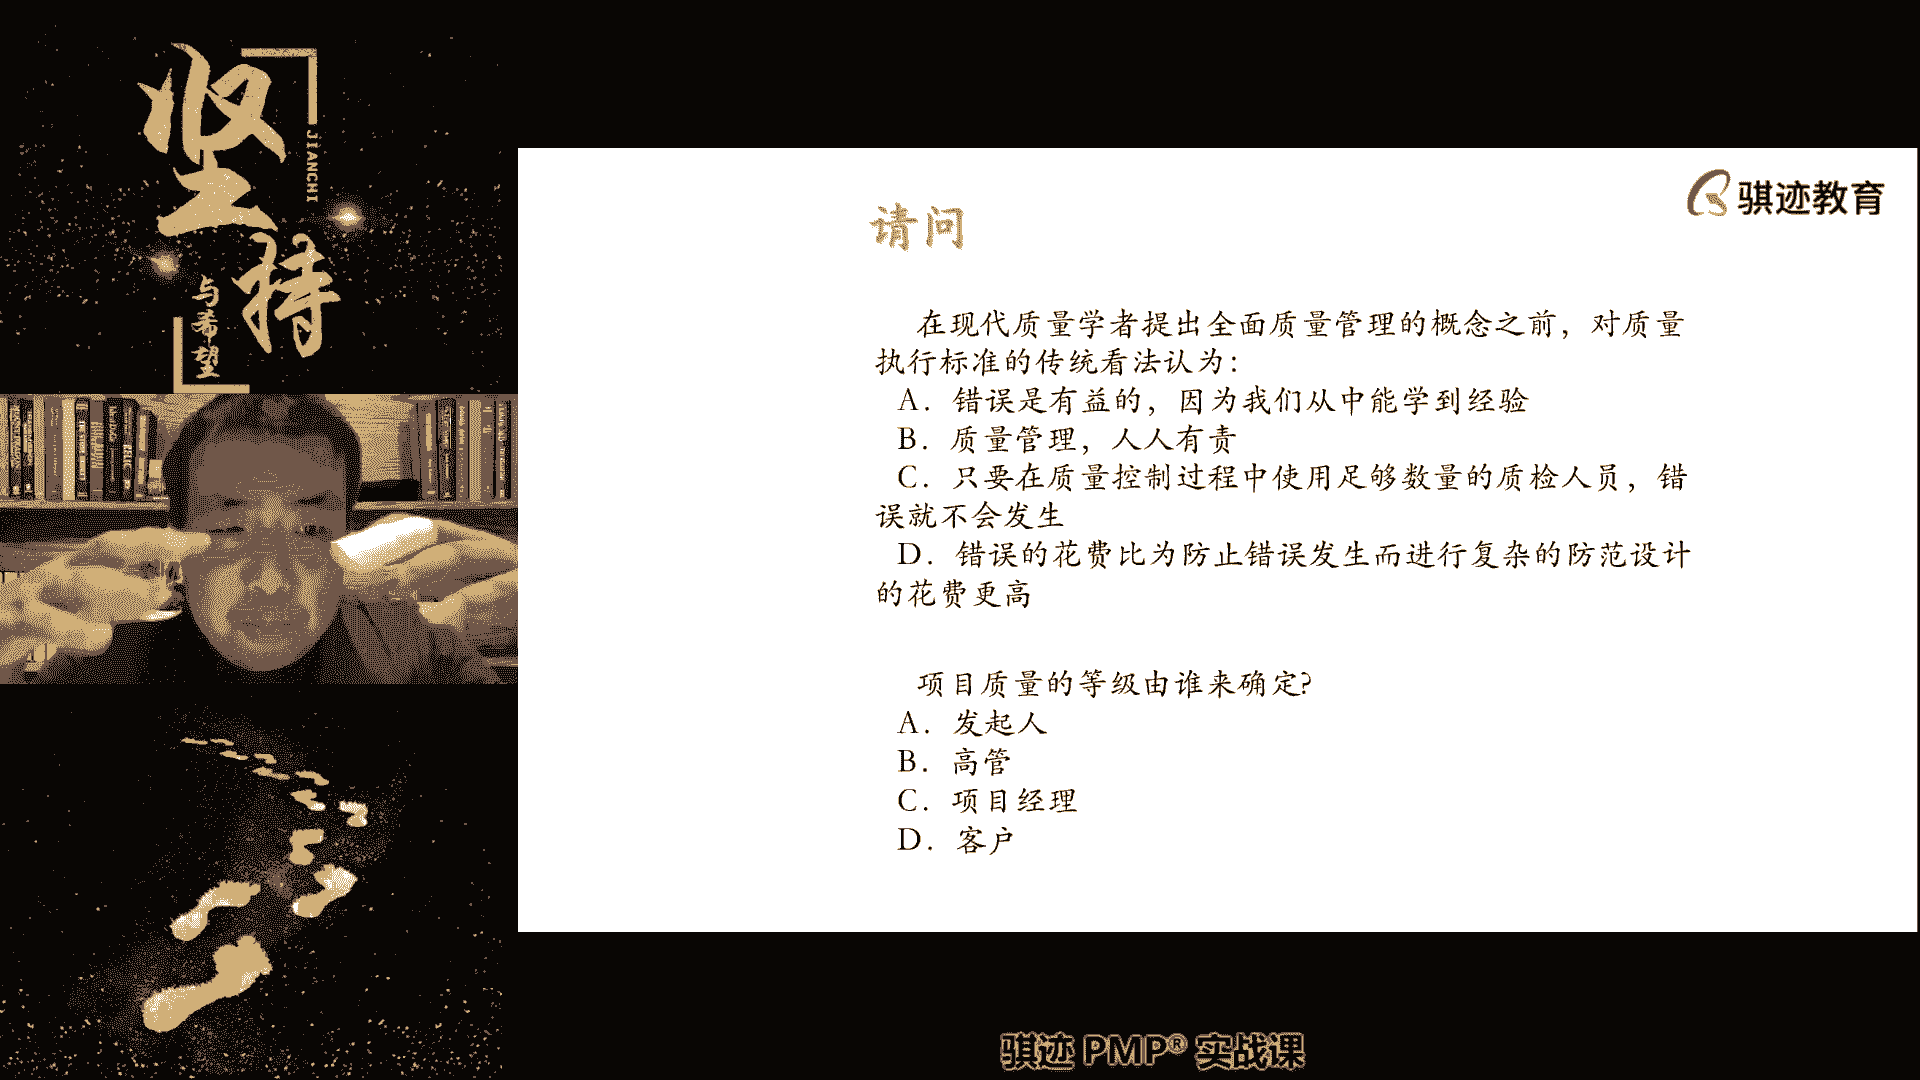 坚持
JIANCHI
与希望
骐迹教育
请问
在现代质量学者提出全面质量管理的概念之前，对质量
执行标准的传统看法认为：
A．错误是有益的，因为我们从中能学到经验
B．质量管理，人人有责
C．只要在质量控制过程中使用足够数量的质检人员，错
误就不会发生
D．错误的花费比为防止错误发生而进行复杂的防范设计
的花费更高
项目质量的等级由谁来确定?
A．发起人
B．高管
C．项目经理
D．客户
骐迹 PMP® 实战课